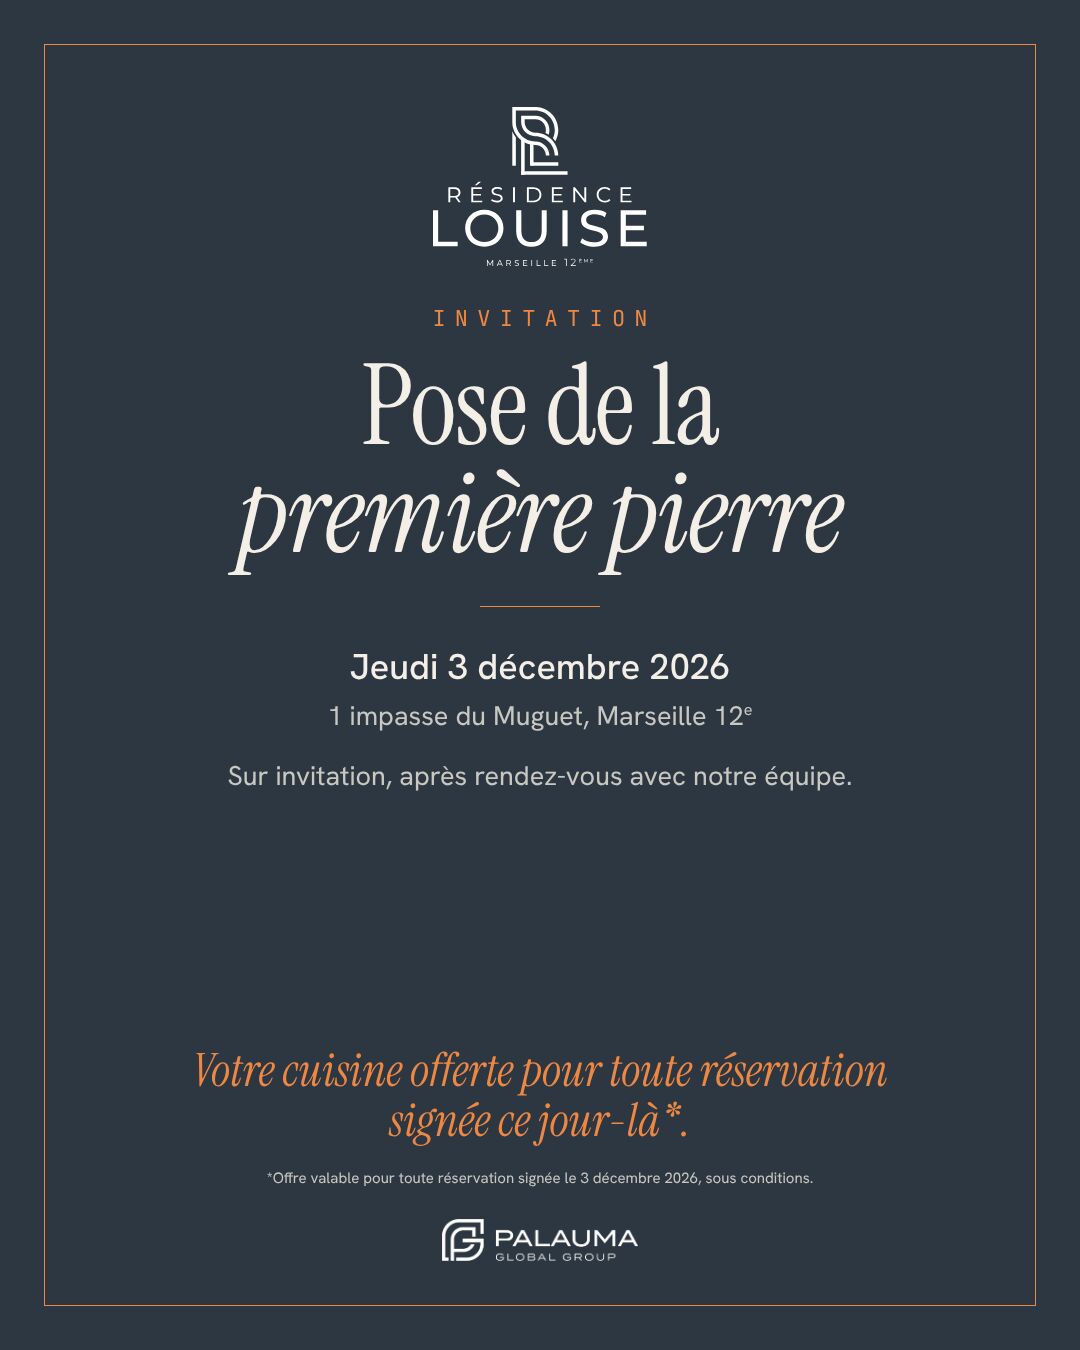 RÉSIDENCE
LOUISE
MARSEILLE 12ÈME
INVITATION
Pose de la
première pierre
Jeudi 3 décembre 2026
1 impasse du Muguet, Marseille 12e
Sur invitation, après rendez-vous avec notre équipe.
Votre cuisine offerte pour toute réservation
signée ce jour-là*.
*Offre valable pour toute réservation signée le 3 décembre 2026, sous conditions.
PALAUMA
GLOBAL GROUP